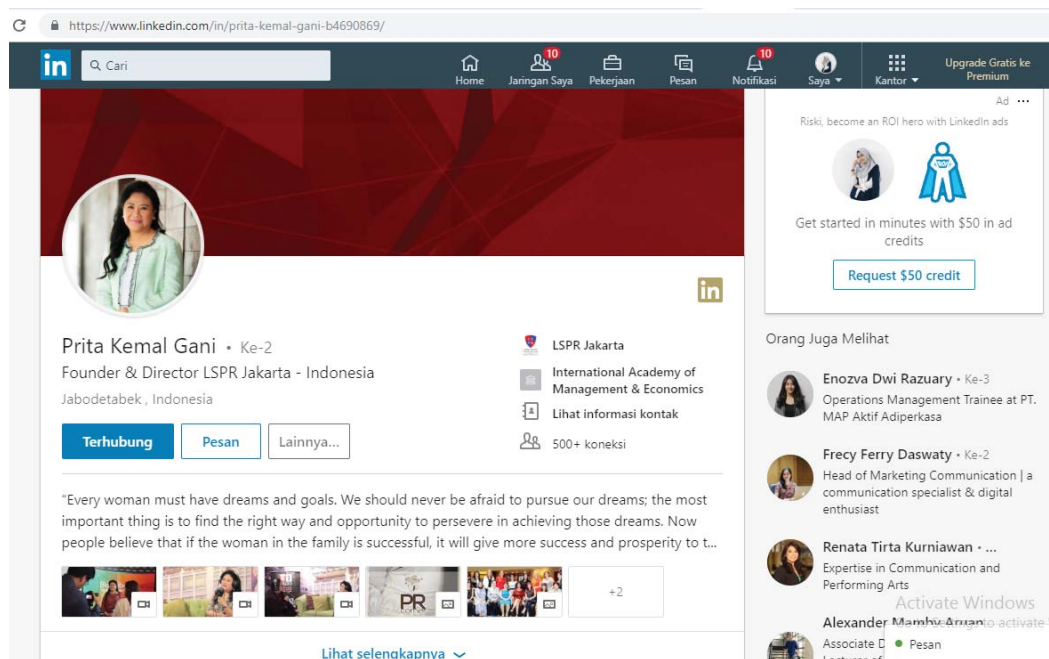 https://www.linkedin.com/in/prita-kemal-gani-b4690869/
in
Cari
Home
10
Jaringan Saya
Pekerjaan
Pesan
10
Notifikasi
Saya
Kantor
Upgrade Gratis ke
Premium
Ad
Riski, become an ROI hero with LinkedIn ads
Get started in minutes with $50 in ad
credits
Request $50 credit
in
Prita Kemal Gani • Ke-2
Founder & Director LSPR Jakarta - Indonesia
Jabodetabek , Indonesia
Terhubung
Pesan
Lainnya...
LSPR Jakarta
International Academy of
Management & Economics
Lihat informasi kontak
500+ koneksi
"Every woman must have dreams and goals. We should never be afraid to pursue our dreams; the most
important thing is to find the right way and opportunity to persevere in achieving those dreams. Now
people believe that if the woman in the family is successful, it will give more success and prosperity to t...
PR
+2
Lihat selengkapnya
Orang Juga Melihat
Enozva Dwi Razuary • Ke-3
Operations Management Trainee at PT.
MAP Aktif Adiperkasa
Frecy Ferry Daswaty • Ke-2
Head of Marketing Communication | a
communication specialist & digital
enthusiast
Renata Tirta Kurniawan • ...
Expertise in Communication and
Performing Arts
Activate Windows
Alexander
Associate
to activate
Pesan